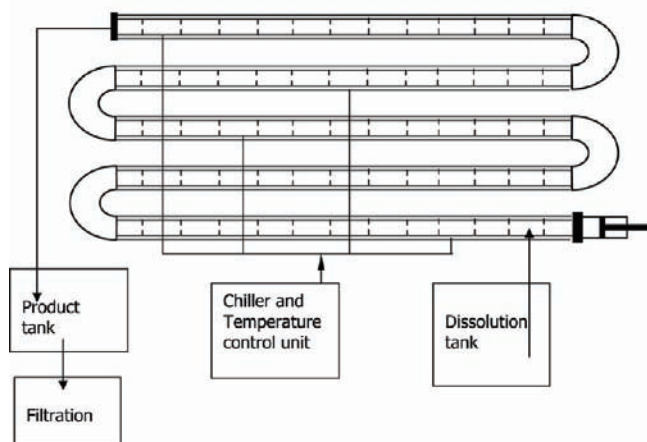 Product
tank
Chiller and
Temperature
control unit
Dissolution
tank
Filtration